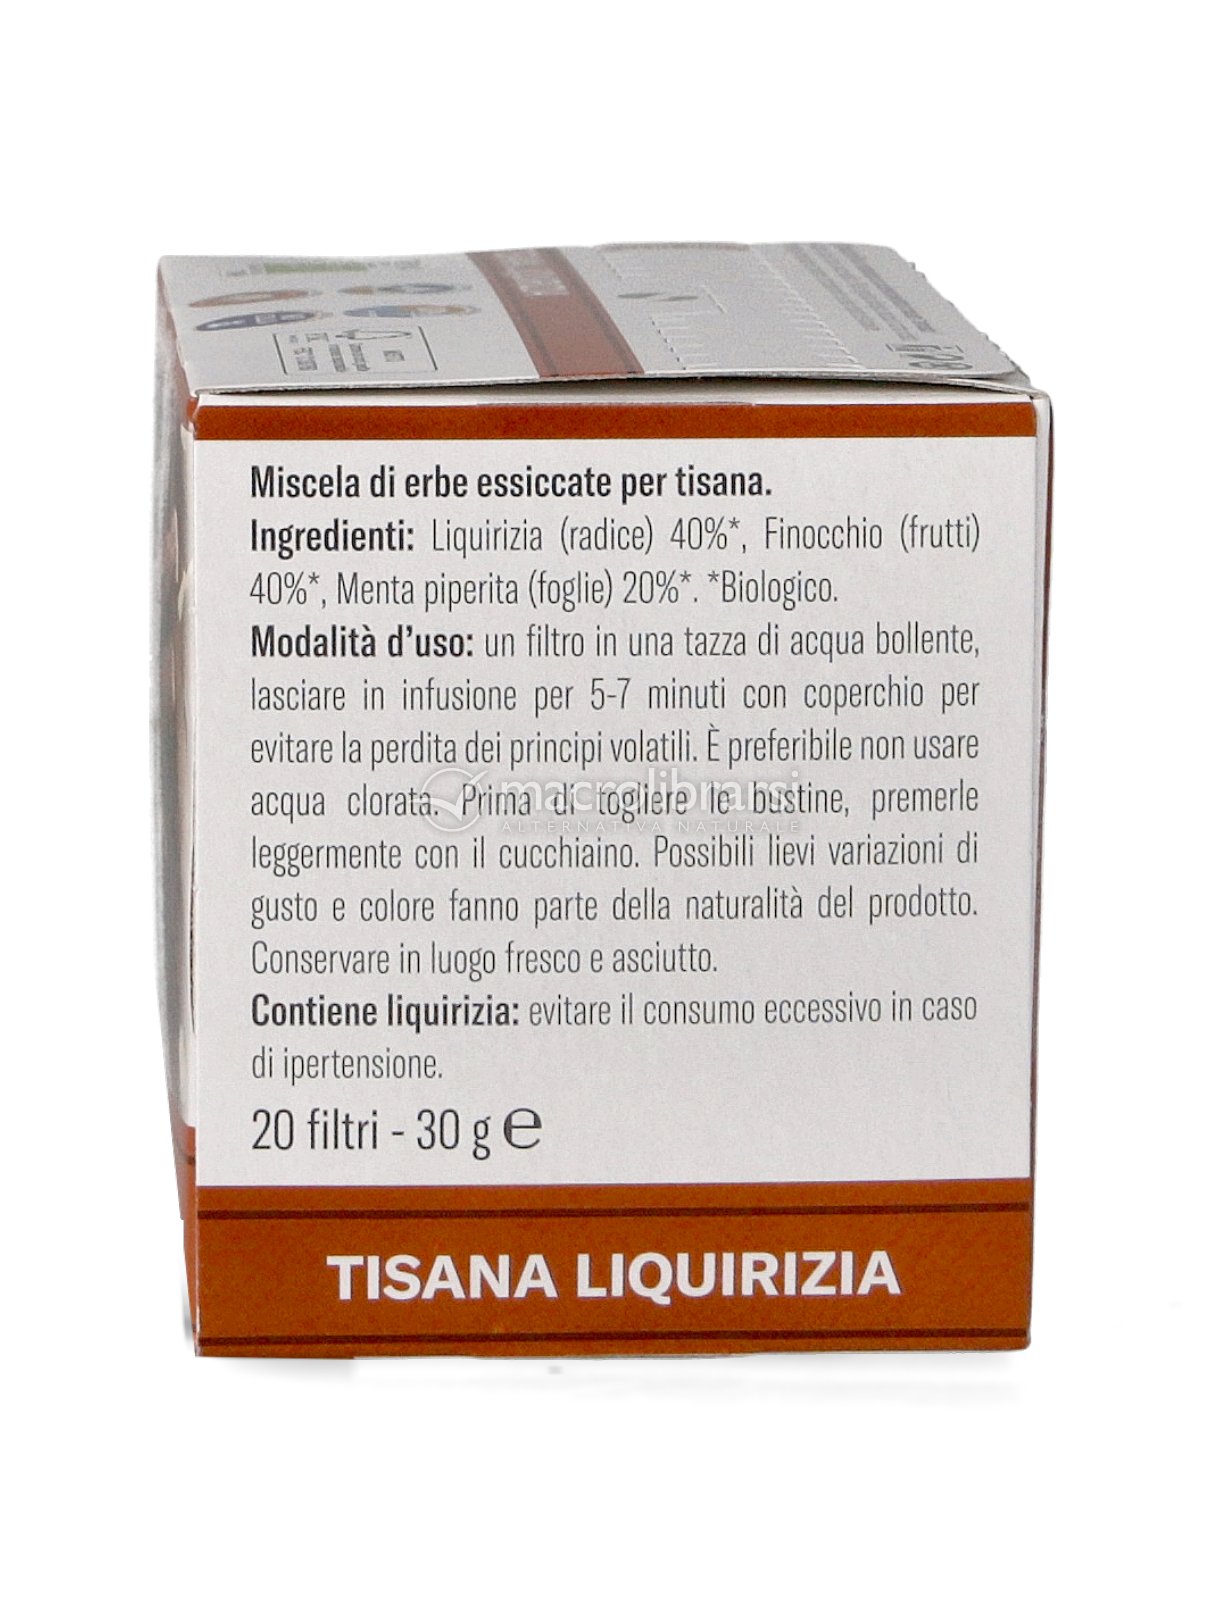 Miscela di erbe essiccate per tisana.
Ingredienti: Liquirizia (radice) 40%*, Finocchio (frutti)
40%*, Menta piperita (foglie) 20%*. *Biologico.
Modalità d'uso: un filtro in una tazza di acqua bollente,
lasciare in infusione per 5-7 minuti con coperchio per
evitare la perdita dei principi volatili. È preferibile non usare
acqua clorata. Prima di togliere le bustine, premerle
macrolibrarsi
ALTERNATIVA NATURALE
leggermente con il cucchiaino. Possibili lievi variazioni di
gusto e colore fanno parte della naturalità del prodotto.
Conservare in luogo fresco e asciutto.
Contiene liquirizia: evitare il consumo eccessivo in caso
di ipertensione.
20 filtri - 30 g ℮
TISANA LIQUIRIZIA